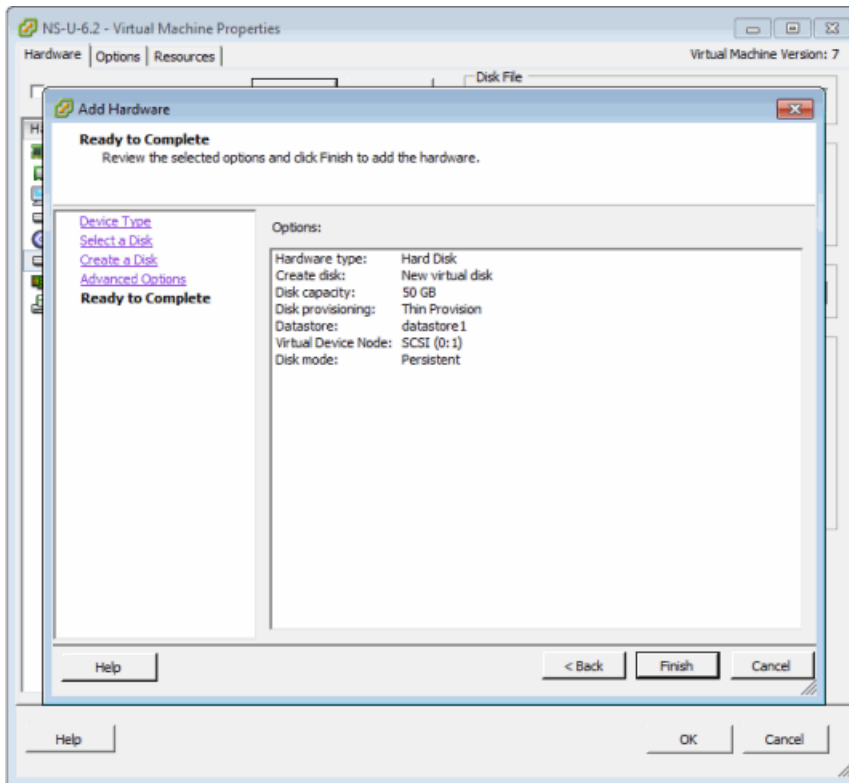 NS-U-6.2 - Virtual Machine Properties
Hardware Options Resources
Virtual Machine Version: 7
Disk File
Add Hardware
Ready to Complete
Review the selected options and click Finish to add the hardware.
Device Type
Select a Disk
Create a Disk
Advanced Options
Ready to Complete
Options:
Hardware type: Hard Disk
Create disk: New virtual disk
Disk capacity: 50 GB
Disk provisioning: Thin Provision
Datastore: datastore1
Virtual Device Node: SCSI (0:1)
Disk mode: Persistent
Help
< Back
Finish
Cancel
Help
OK
Cancel